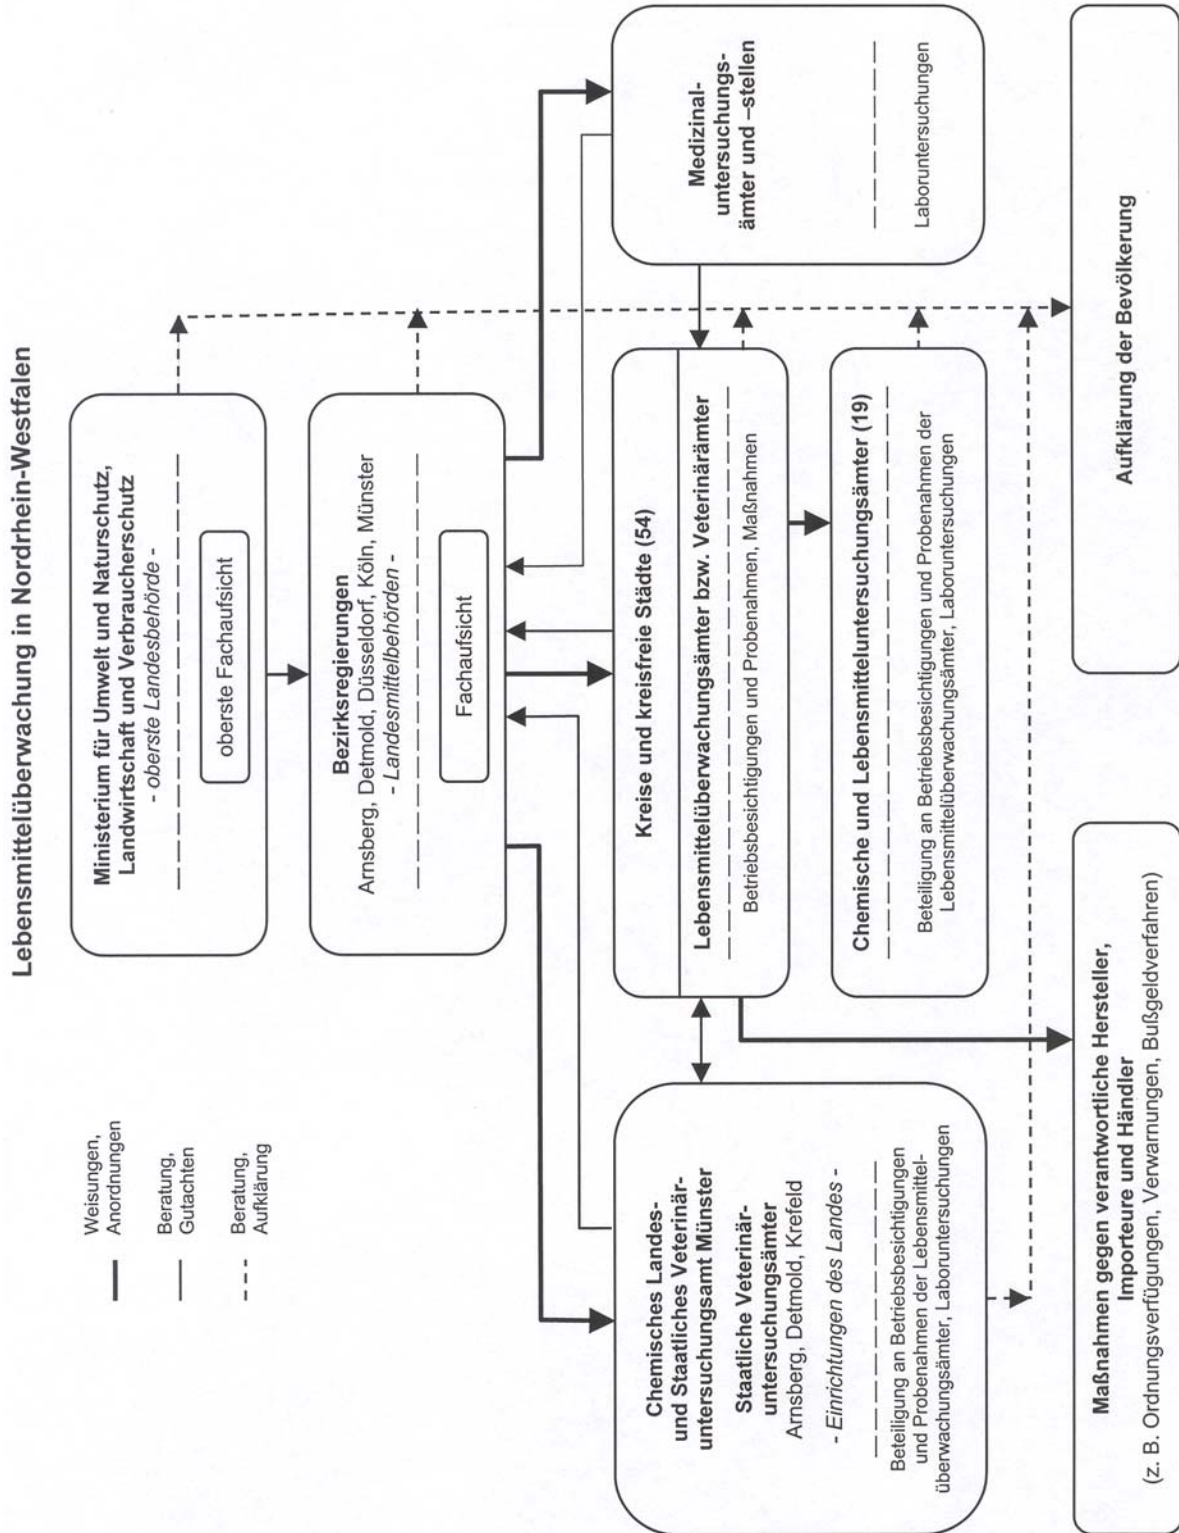 Lebensmittelüberwachung in Nordrhein-Westfalen
Weisungen,
Anordnungen
Beratung,
Gutachten
Beratung,
Aufklärung
Ministerium für Umwelt und Naturschutz,
Landwirtschaft und Verbraucherschutz
- oberste Landesbehörde -
oberste Fachaufsicht
Bezirksregierungen
Arnsberg, Detmold, Düsseldorf, Köln, Münster
- Landesmittelbehörden -
Fachaufsicht
Chemisches Landes-
und Staatliches Veterinär-
untersuchungsamt Münster
Staatliche Veterinär-
untersuchungsämter
Arnsberg, Detmold, Krefeld
- Einrichtungen des Landes -
Beteiligung an Betriebsbesichtigungen
und Probenahmen der Lebensmittel-
überwachungsämter, Laboruntersuchungen
Kreise und kreisfreie Städte (54)
Lebensmittelüberwachungsämter bzw. Veterinärämter
Betriebsbesichtigungen und Probenahmen, Maßnahmen
Chemische und Lebensmitteluntersuchungsämter (19)
Beteiligung an Betriebsbesichtigungen und Probenahmen der
Lebensmittelüberwachungsämter, Laboruntersuchungen
Medizinal-
untersuchungs-
ämter und –stellen
Laboruntersuchungen
Maßnahmen gegen verantwortliche Hersteller,
Importeure und Händler
(z. B. Ordnungsverfügungen, Verwarnungen, Bußgeldverfahren)
Aufklärung der Bevölkerung